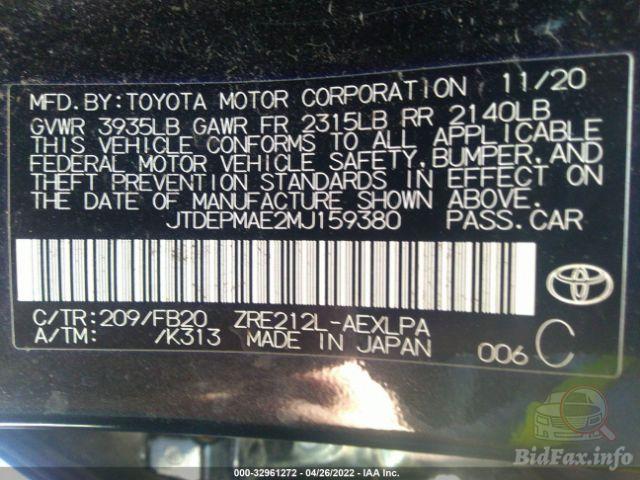 MFD. BY: TOYOTA MOTOR CORPORATION 11/20
GVWR 3935LB GAWR FR 2315LB RR 2140LB
THIS VEHICLE CONFORMS TO ALL APPLICABLE
FEDERAL MOTOR VEHICLE SAFETY, BUMPER, AND
THEFT PREVENTION STANDARDS IN EFFECT ON
THE DATE OF MANUFACTURE SHOWN ABOVE.
JTDEPMAE2MJ159380 PASS. CAR
C/TR: 209/FB20 ZRE212L-AEXLPA
A/TM: /K313 MADE IN JAPAN 006 C
BidFax.info
000-32961272 - 04/26/2022 - IAA Inc.